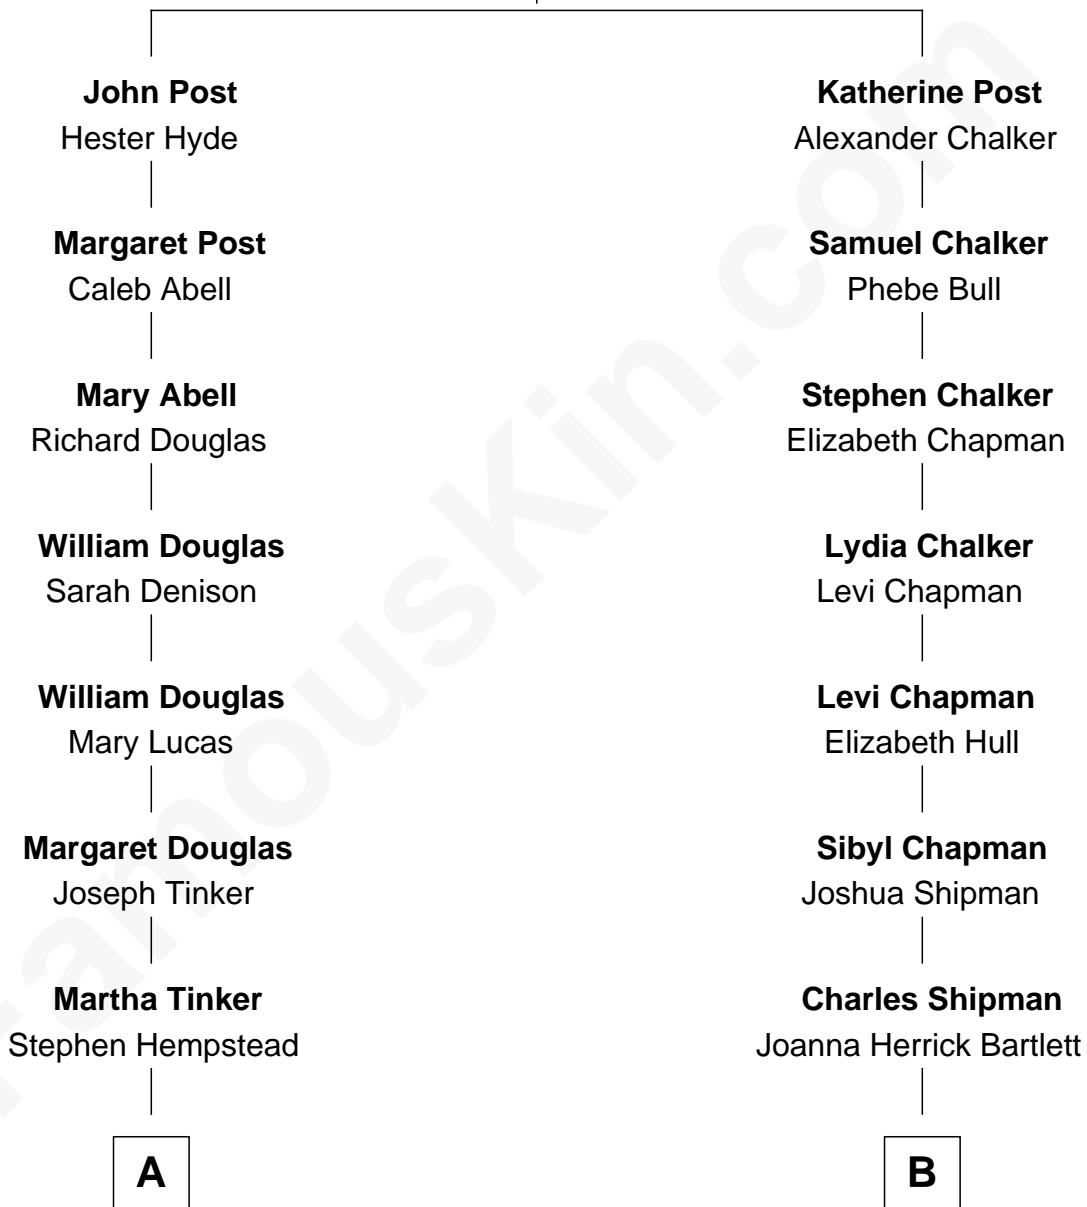 John Post
Hester Hyde
Margaret Post
Caleb Abell
Mary Abell
Richard Douglas
William Douglas
Sarah Denison
William Douglas
Mary Lucas
Margaret Douglas
Joseph Tinker
Martha Tinker
Stephen Hempstead
A
Katherine Post
Alexander Chalker
Samuel Chalker
Phebe Bull
Stephen Chalker
Elizabeth Chapman
Lydia Chalker
Levi Chapman
Levi Chapman
Elizabeth Hull
Sibyl Chapman
Joshua Shipman
Charles Shipman
Joanna Herrick Bartlett
B
FamousKin.com